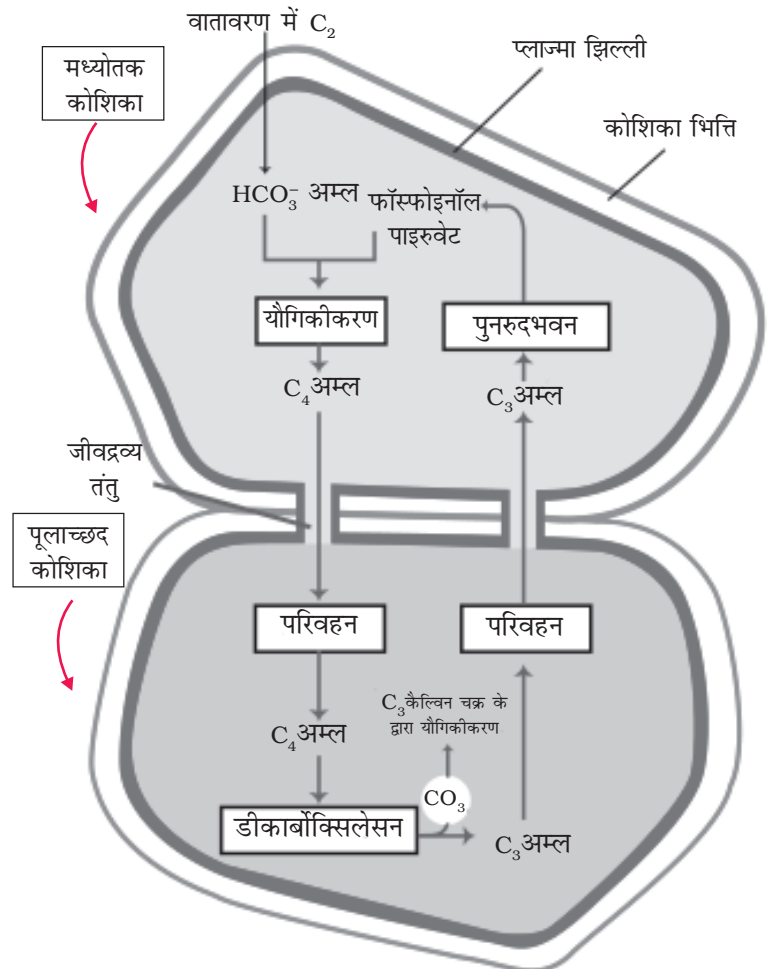 वातावरण में C₂
मध्योतक
कोशिका
प्लाज्मा झिल्ली
कोशिका भित्ति
HCO₃⁻ अम्ल
फॉस्फोइनॉल
पाइरुवेट
यौगिकीकरण
पुनरुदभवन
C₄अम्ल
C₃अम्ल
जीवद्रव्य
तंतु
पूलाच्छद
कोशिका
परिवहन
परिवहन
C₃कैल्विन चक्र के
द्वारा यौगिकीकरण
C₄अम्ल
CO₃
डीकार्बोक्सिलेसन
C₃अम्ल